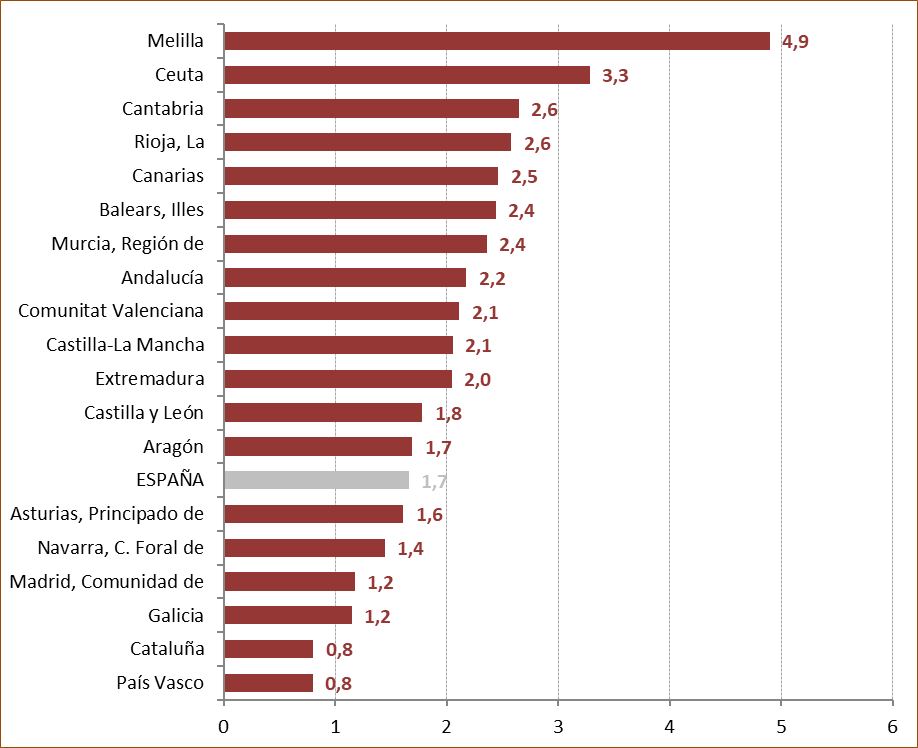 Melilla 4,9
Ceuta 3,3
Cantabria 2,6
Rioja, La 2,6
Canarias 2,5
Balears, Illes 2,4
Murcia, Región de 2,4
Andalucía 2,2
Comunitat Valenciana 2,1
Castilla-La Mancha 2,1
Extremadura 2,0
Castilla y León 1,8
Aragón 1,7
ESPAÑA 1,7
Asturias, Principado de 1,6
Navarra, C. Foral de 1,4
Madrid, Comunidad de 1,2
Galicia 1,2
Cataluña 0,8
País Vasco 0,8
0 1 2 3 4 5 6